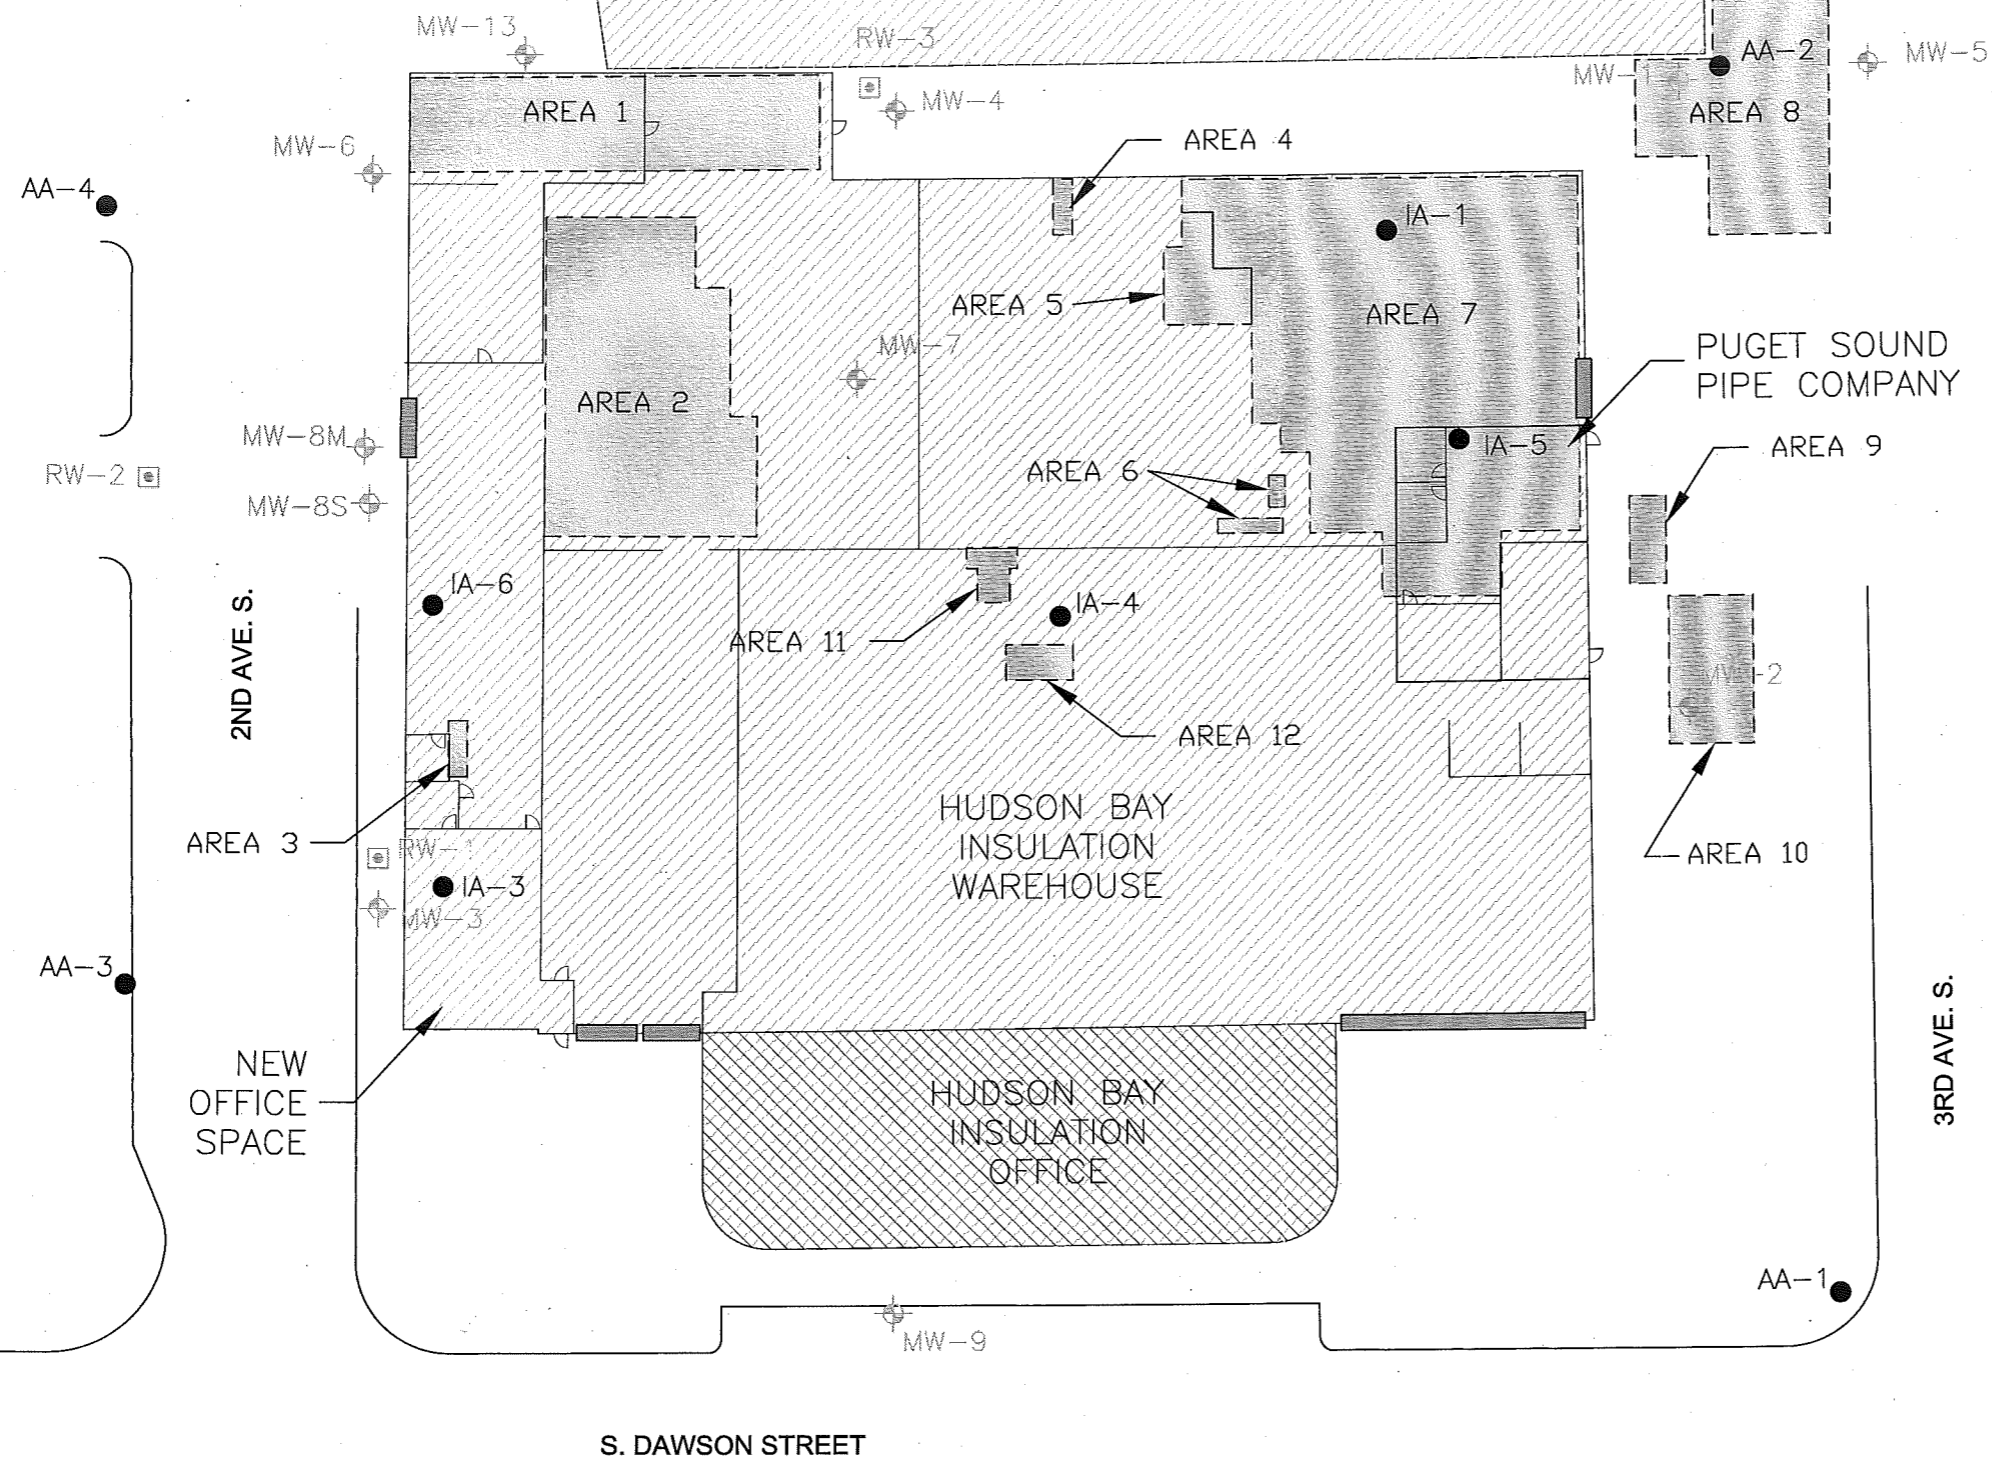 MW-13
RW-3
AA-2
MW-5
MW-1
MW-4
AREA 1
AREA 8
AREA 4
MW-6
AA-4
IA-1
AREA 5
AREA 7
MW-7
PUGET SOUND
PIPE COMPANY
AREA 2
MW-8M
IA-5
AREA 9
RW-2
AREA 6
MW-8S
IA-6
IA-4
2ND AVE. S.
AREA 11
MW-2
AREA 12
HUDSON BAY
INSULATION
WAREHOUSE
AREA 3
RW-1
AREA 10
IA-3
MW-3
AA-3
NEW
OFFICE
SPACE
3RD AVE. S.
HUDSON BAY
INSULATION
OFFICE
AA-1
MW-9
S. DAWSON STREET